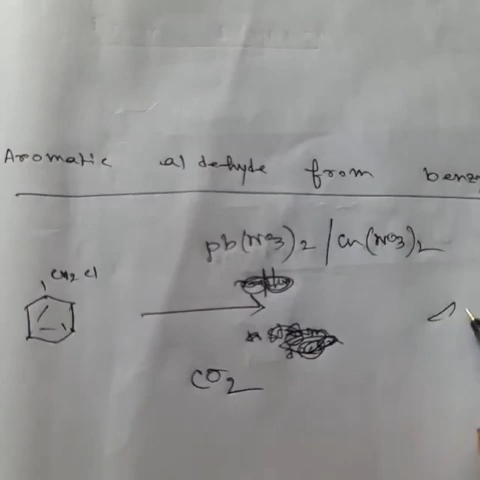 Aromatic aldehyde from benz
pb(NO3)2 / Cu(NO3)2
CH2Cl
CO2